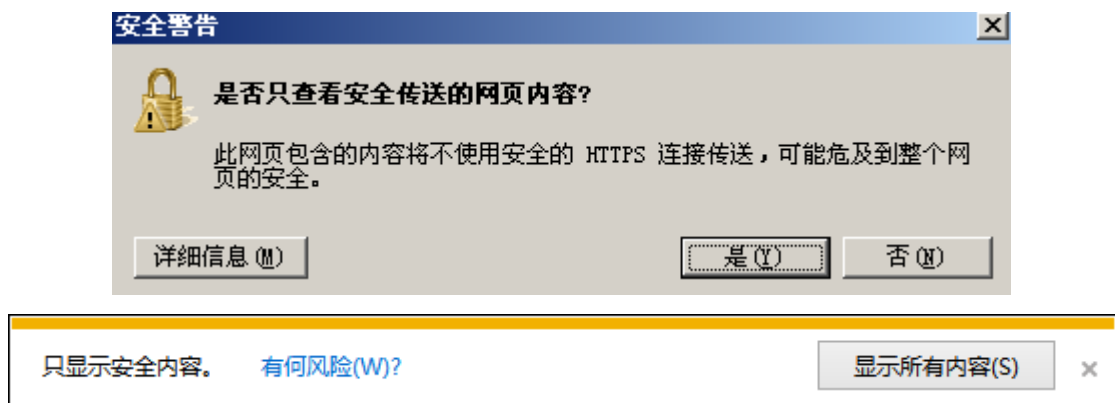 安全警告
是否只查看安全传送的网页内容?
此网页包含的内容将不使用安全的 HTTPS 连接传送，可能危及到整个网
页的安全。
详细信息(M) 是(Y) 否(N)
只显示安全内容。 有何风险(W)? 显示所有内容(S)